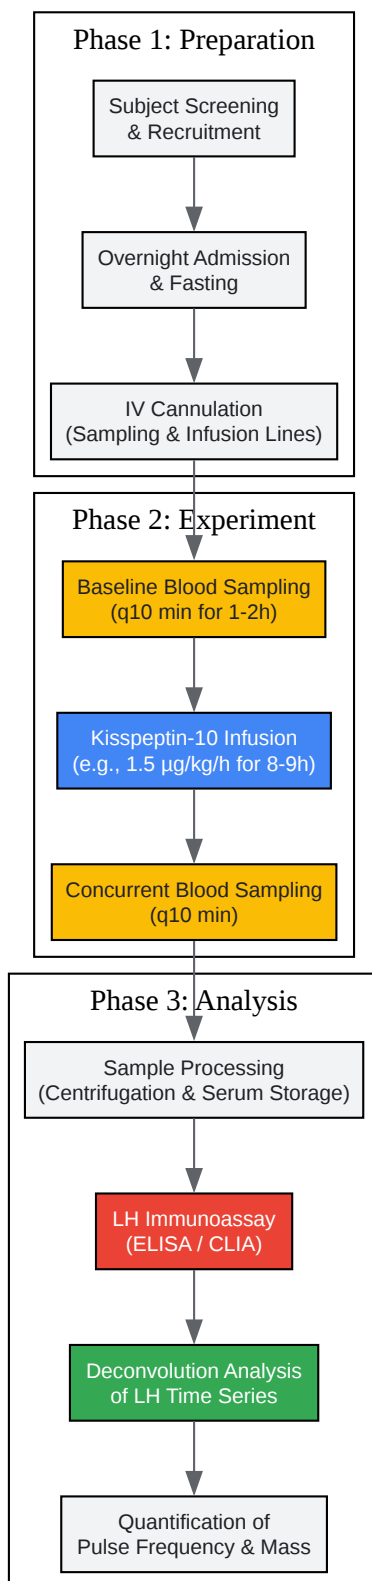 Phase 1: Preparation
Subject Screening
& Recruitment
Overnight Admission
& Fasting
IV Cannulation
(Sampling & Infusion Lines)
Phase 2: Experiment
Baseline Blood Sampling
(q10 min for 1-2h)
Kisspeptin-10 Infusion
(e.g., 1.5 µg/kg/h for 8-9h)
Concurrent Blood Sampling
(q10 min)
Phase 3: Analysis
Sample Processing
(Centrifugation & Serum Storage)
LH Immunoassay
(ELISA / CLIA)
Deconvolution Analysis
of LH Time Series
Quantification of
Pulse Frequency & Mass